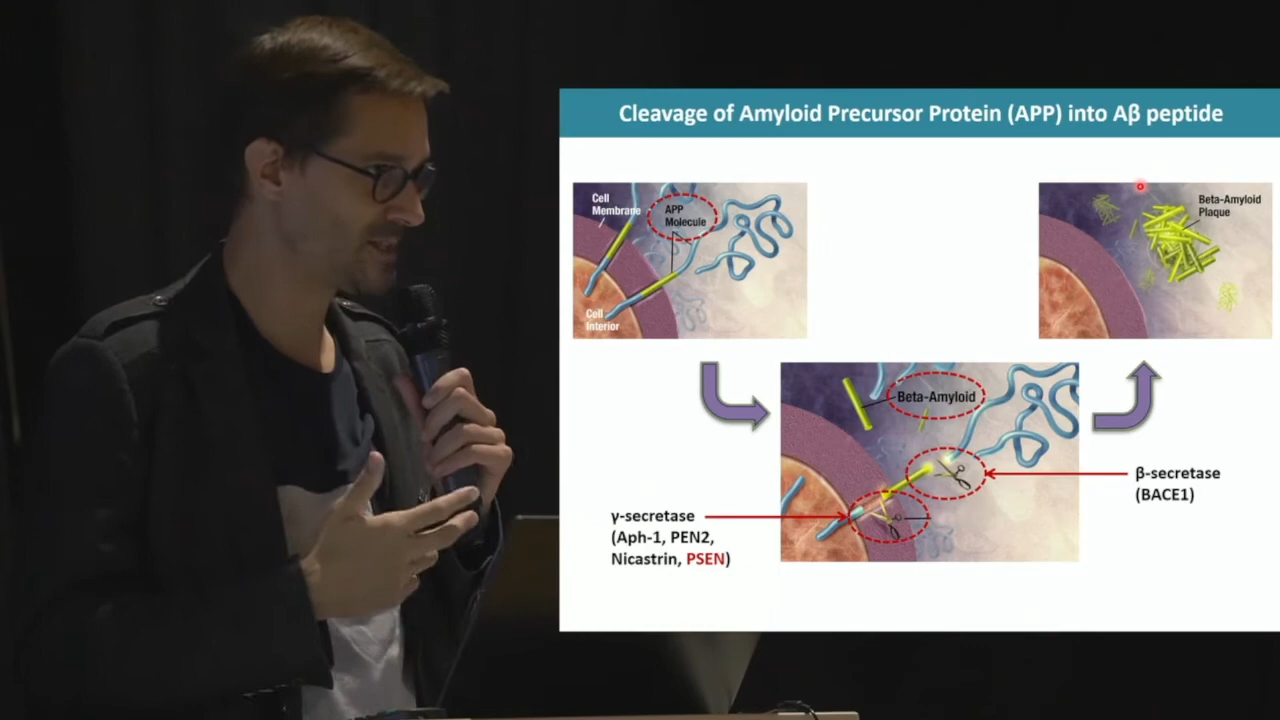 Cleavage of Amyloid Precursor Protein (APP) into Aβ peptide
Cell
Membrane
APP
Molecule
Cell
Interior
Beta-Amyloid
Plaque
Beta-Amyloid
β-secretase
(BACE1)
γ-secretase
(Aph-1, PEN2,
Nicastrin, PSEN)